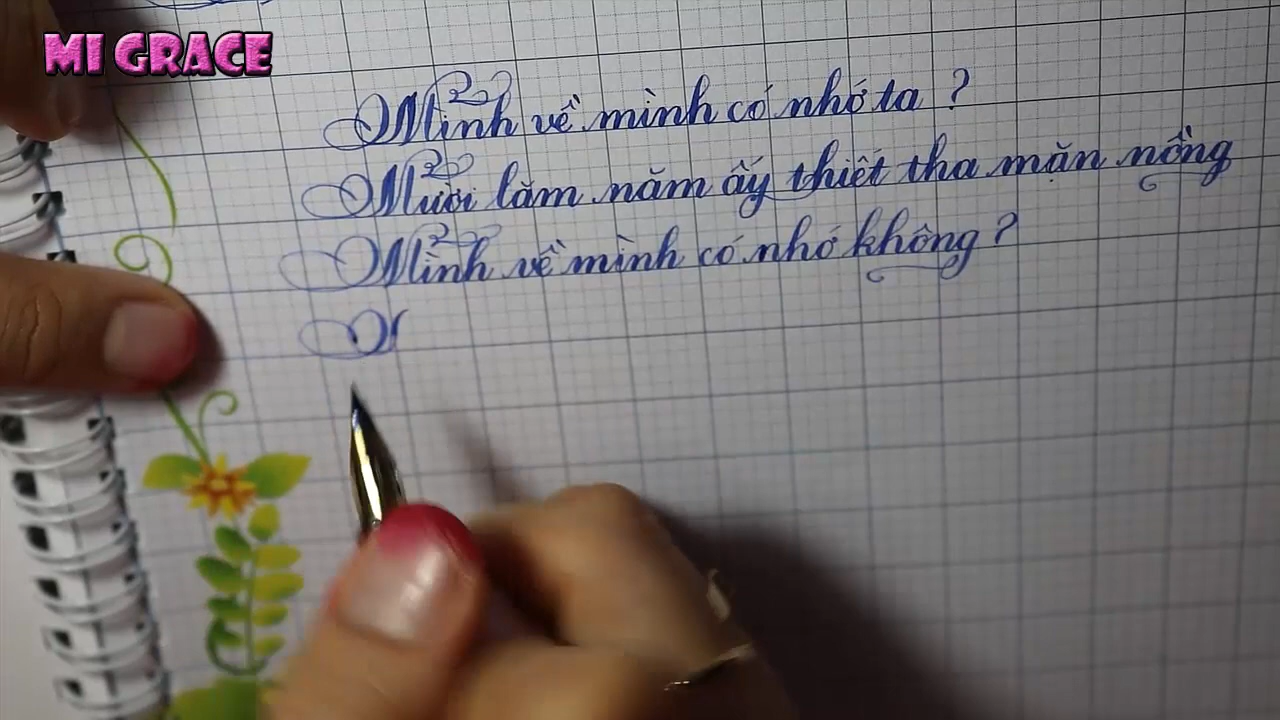 MI GRACE
Mình về mình có nhớ ta ?
Mười lăm năm ấy thiết tha mặn nồng
Mình về mình có nhớ không ?